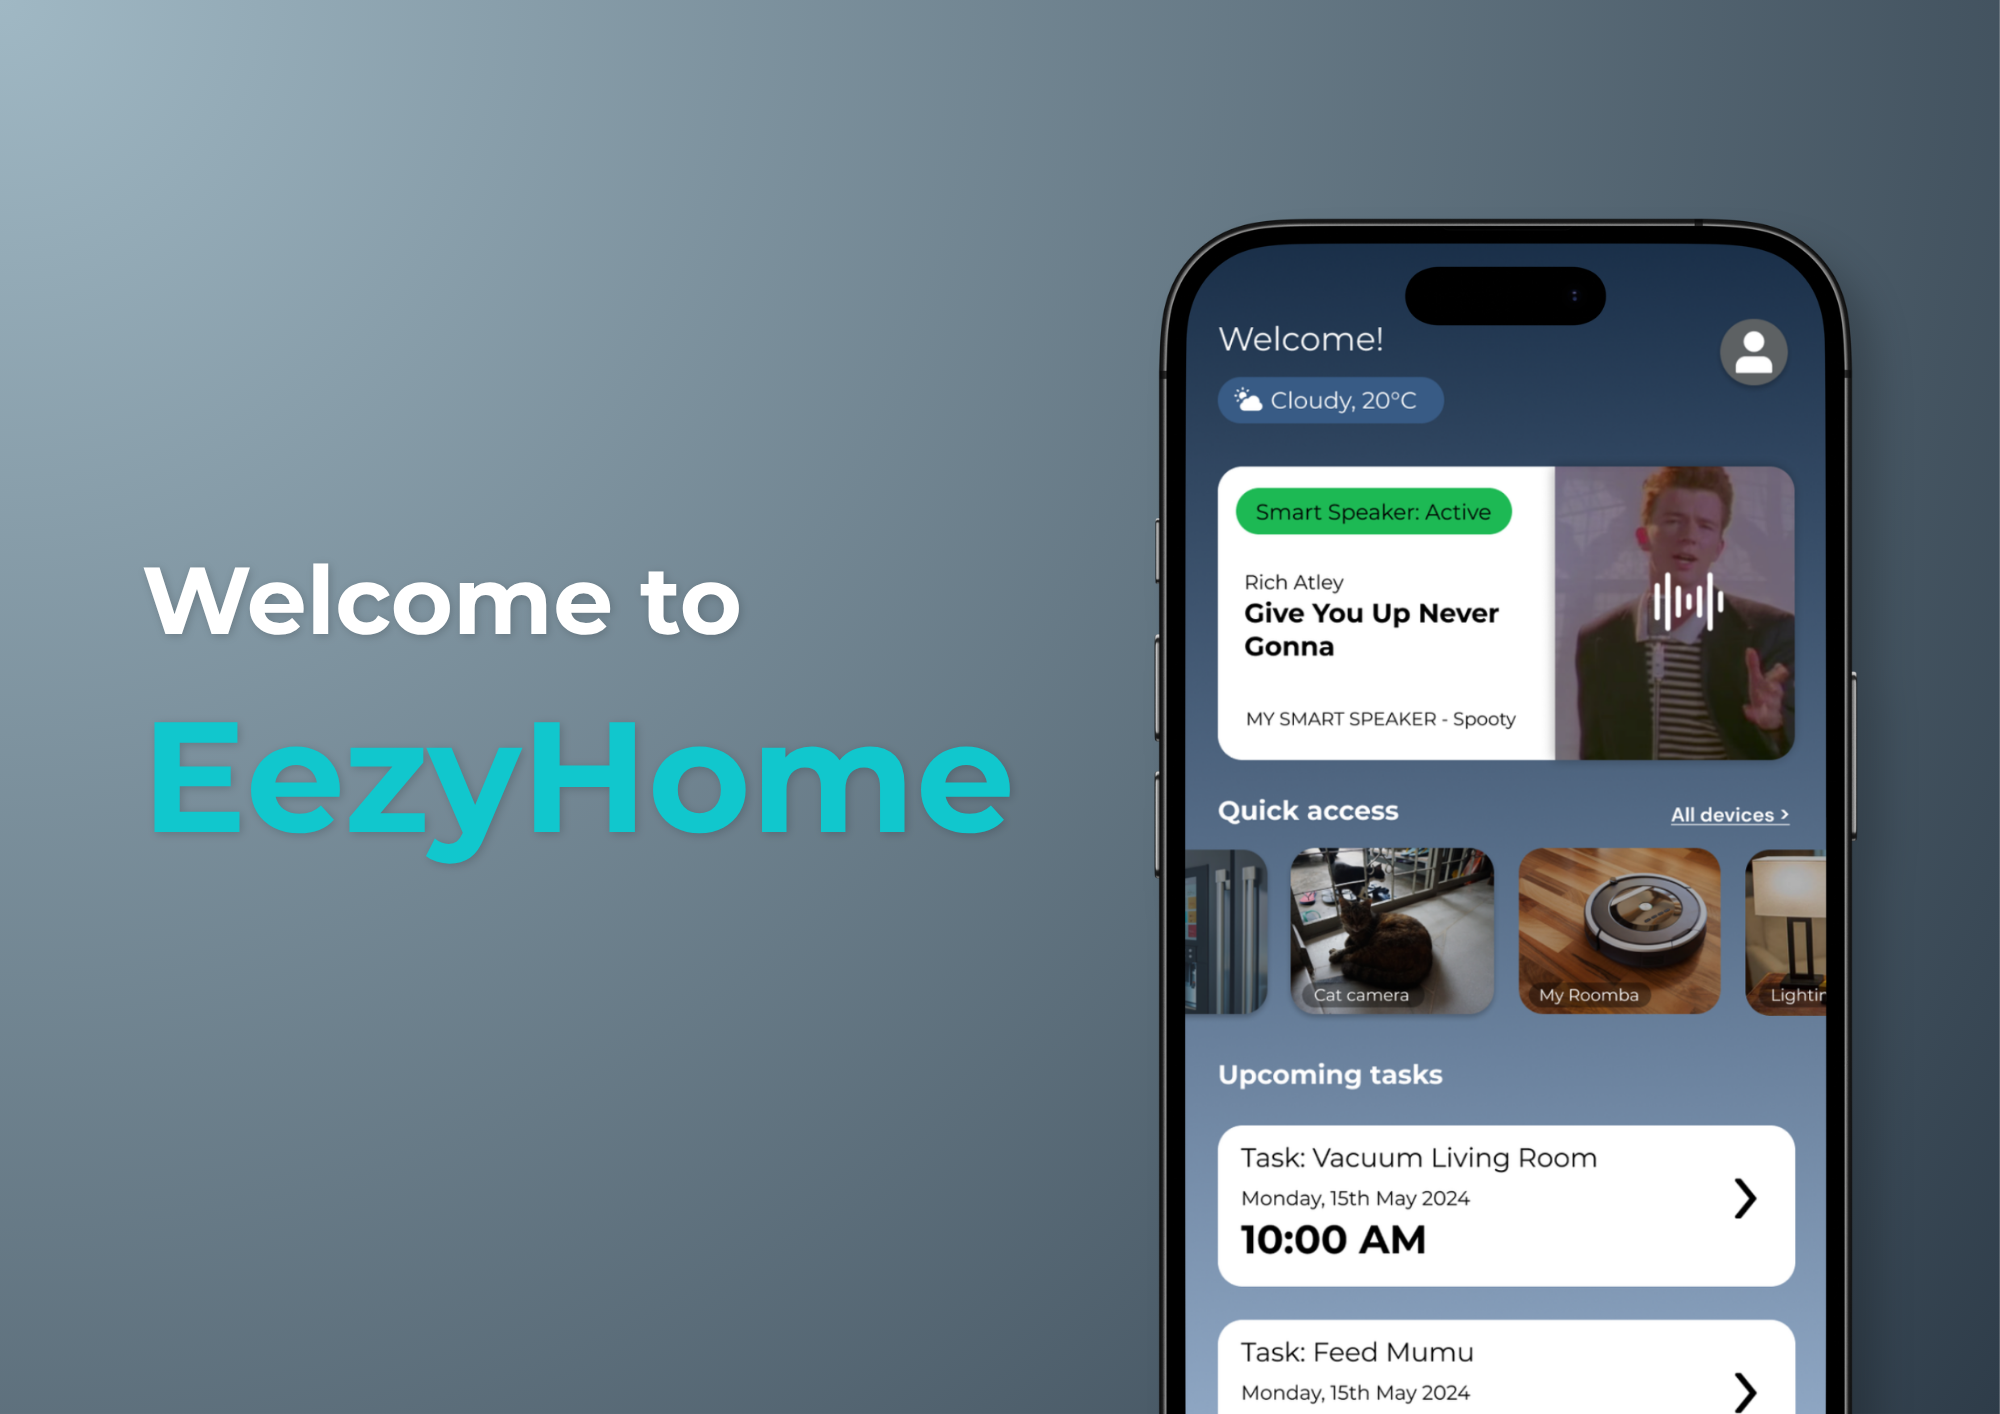 Welcome to
EezyHome
Welcome!
Cloudy, 20°C
Smart Speaker: Active
Rich Atley
Give You Up Never
Gonna
MY SMART SPEAKER - Spooty
Quick access
All devices >
Cat camera
My Roomba
Lightin
Upcoming tasks
Task: Vacuum Living Room
Monday, 15th May 2024
10:00 AM
Task: Feed Mumu
Monday, 15th May 2024